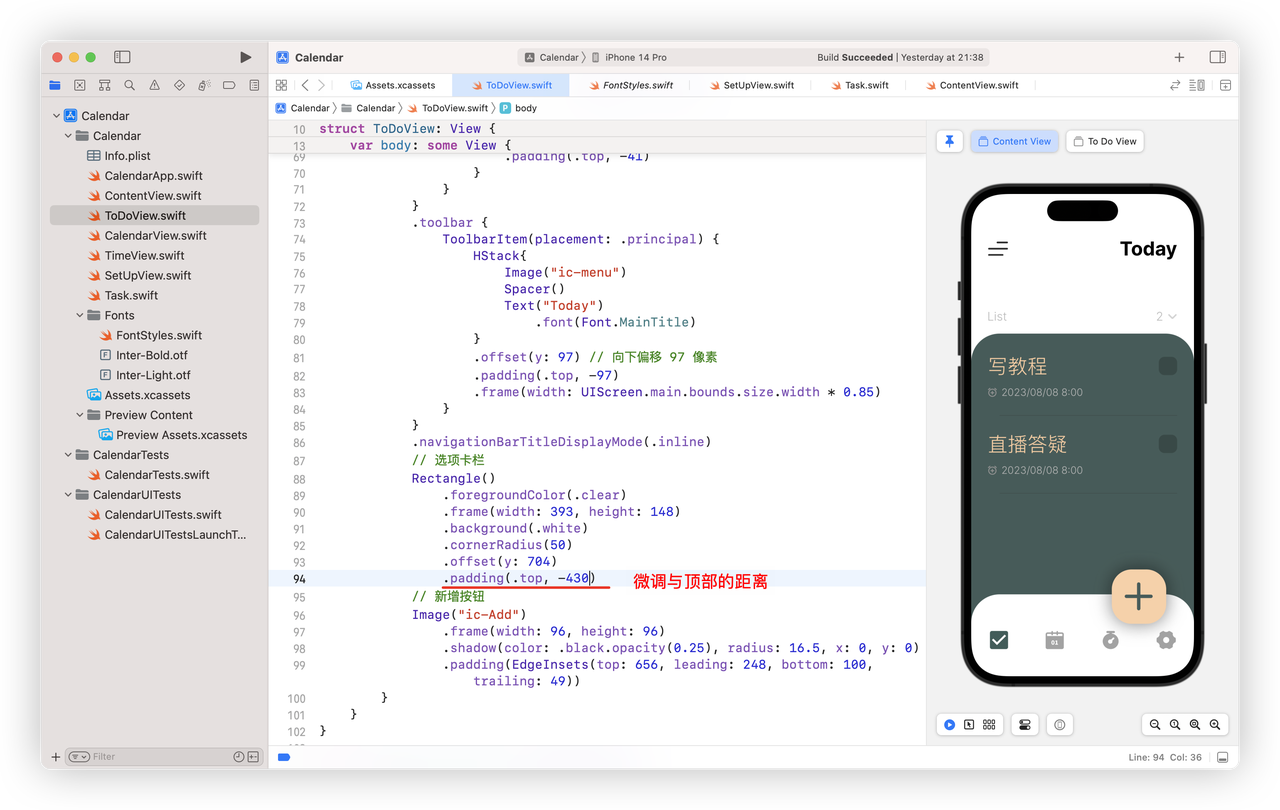 Calendar
Calendar
iPhone 14 Pro
Build Succeeded | Yesterday at 21:38
Assets.xcassets
ToDoView.swift
FontStyles.swift
SetUpView.swift
Task.swift
ContentView.swift
Calendar
Calendar
ToDoView.swift
P body
Calendar
Calendar
Info.plist
CalendarApp.swift
ContentView.swift
ToDoView.swift
CalendarView.swift
TimeView.swift
SetUpView.swift
Task.swift
Fonts
FontStyles.swift
Inter-Bold.otf
Inter-Light.otf
Assets.xcassets
Preview Content
Preview Assets.xcassets
CalendarTests
CalendarTests.swift
CalendarUITests
CalendarUITests.swift
CalendarUITestsLaunchT...
Filter
10 struct ToDoView: View {
13 var body: some View {
69 .padding(.top, -41)
70 }
71 }
72 }
73 .toolbar {
74 ToolbarItem(placement: .principal) {
75 HStack{
76 Image("ic-menu")
77 Spacer()
78 Text("Today")
79 .font(Font.MainTitle)
80 }
81 .offset(y: 97) // 向下偏移 97 像素
82 .padding(.top, -97)
83 .frame(width: UIScreen.main.bounds.size.width * 0.85)
84 }
85 }
86 .navigationBarTitleDisplayMode(.inline)
87 // 选项卡栏
88 Rectangle()
89 .foregroundColor(.clear)
90 .frame(width: 393, height: 148)
91 .background(.white)
92 .cornerRadius(50)
93 .offset(y: 704)
94 .padding(.top, -430) 微调与顶部的距离
95 // 新增按钮
96 Image("ic-Add")
97 .frame(width: 96, height: 96)
98 .shadow(color: .black.opacity(0.25), radius: 16.5, x: 0, y: 0)
99 .padding(EdgeInsets(top: 656, leading: 248, bottom: 100,
trailing: 49))
100 }
101 }
102 }
Content View
To Do View
Today
List
2
写教程
2023/08/08 8:00
直播答疑
2023/08/08 8:00
01
Line: 94 Col: 36